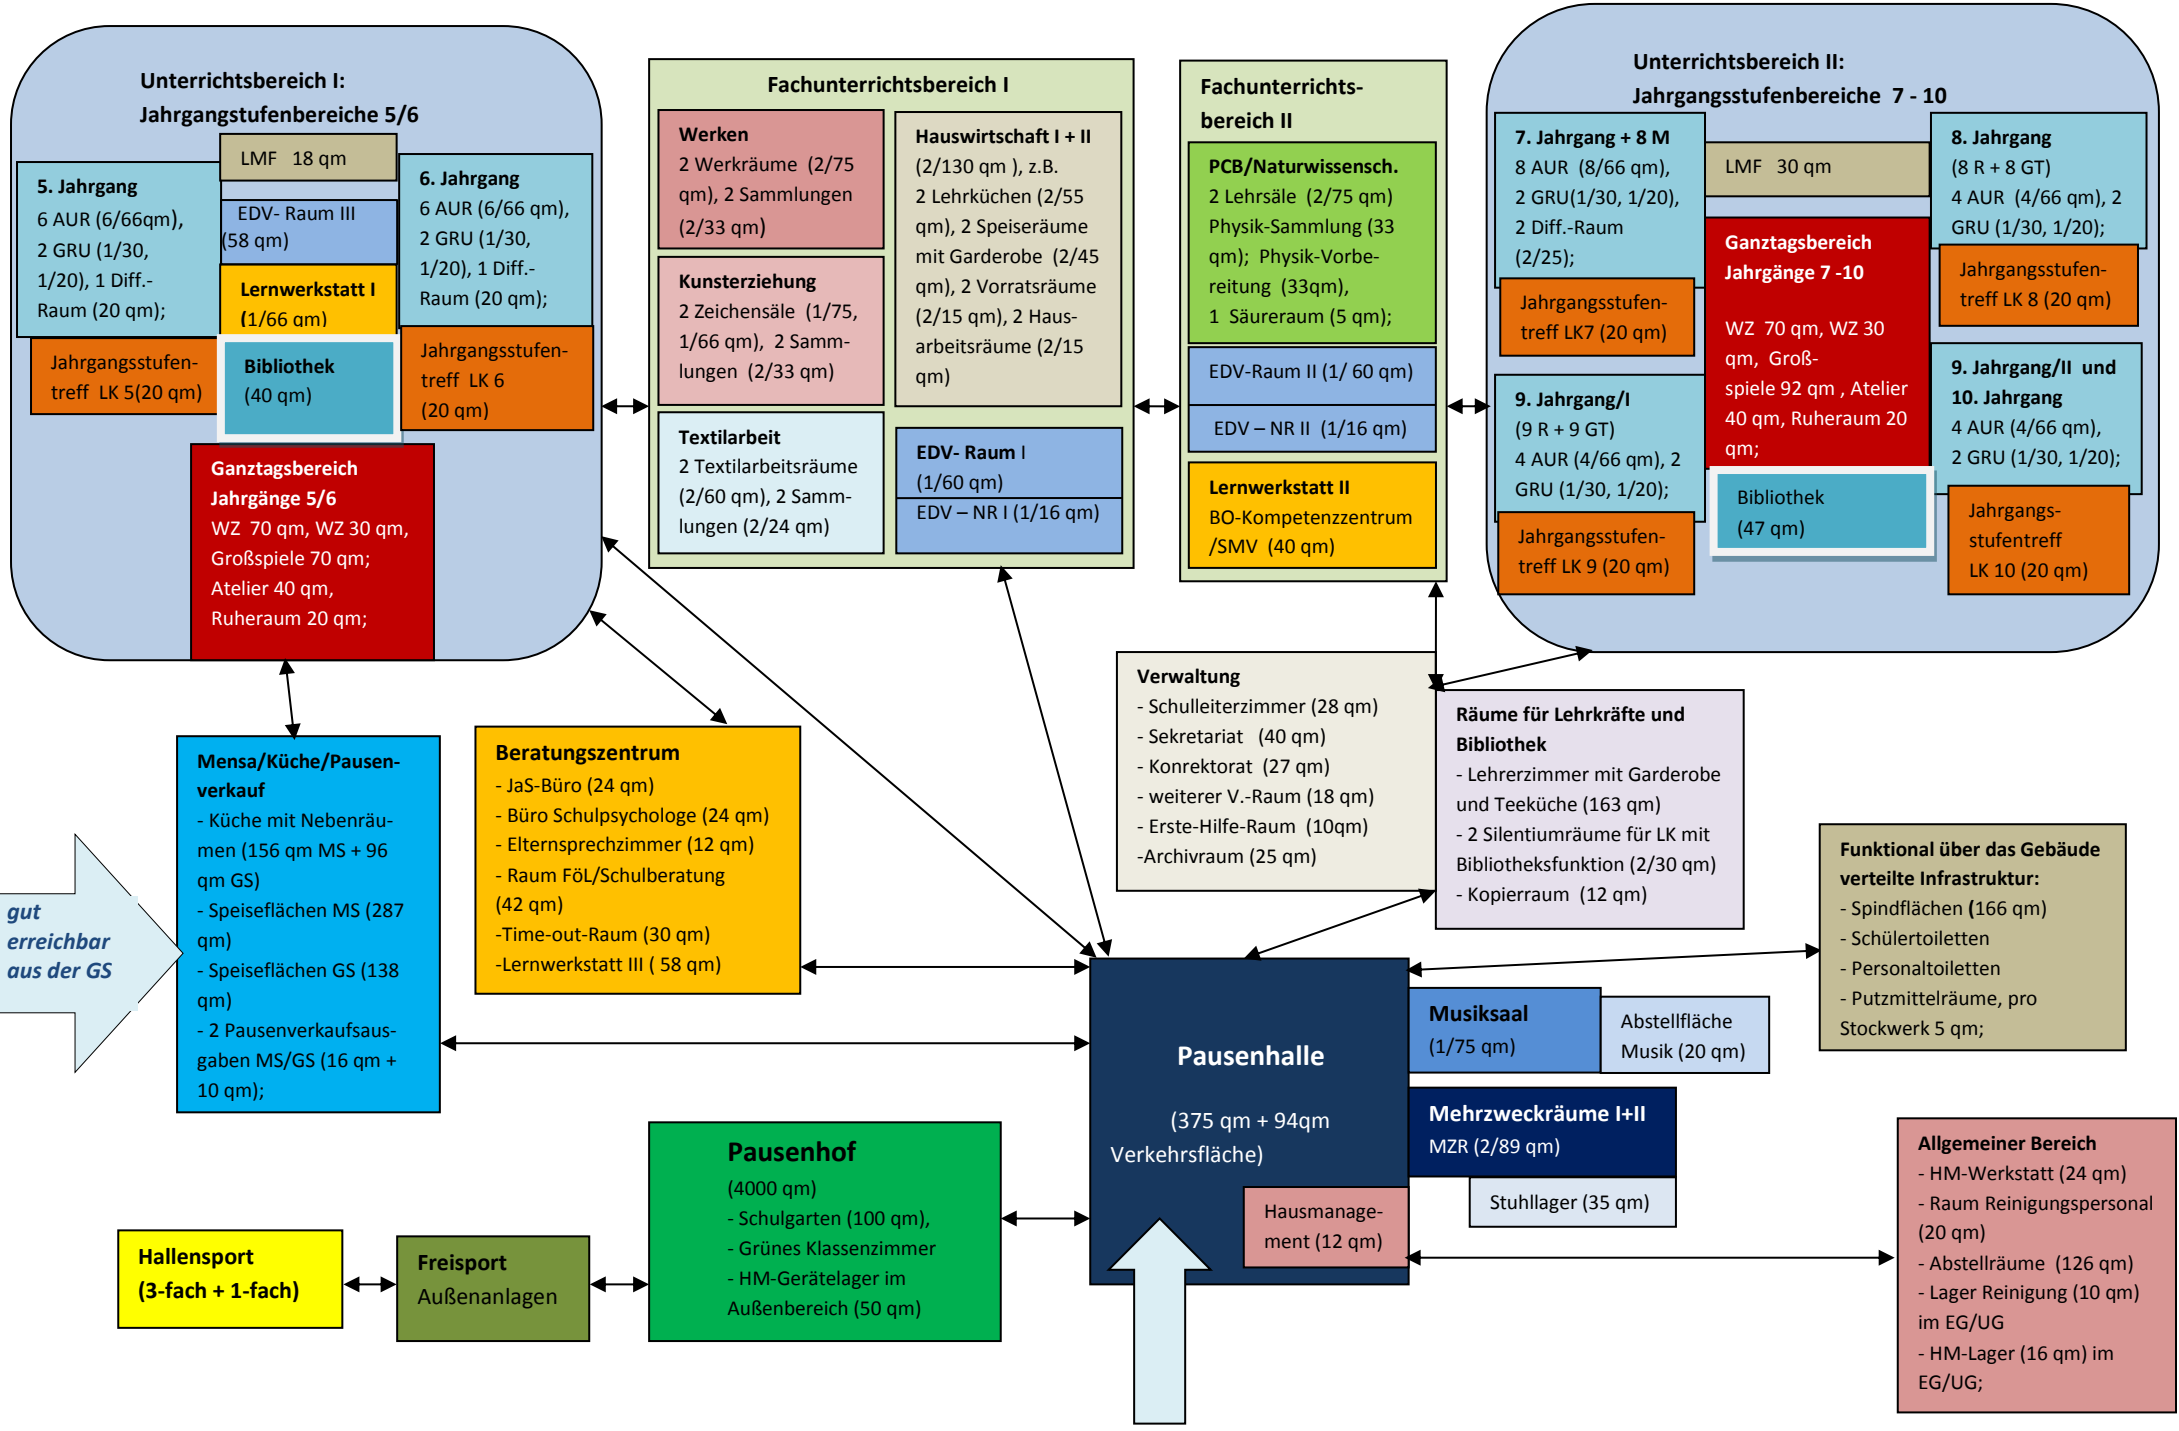 Unterrichtsbereich I:
Jahrgangstufenbereiche 5/6
LMF   18 qm
5. Jahrgang
6 AUR (6/66qm),
2 GRU (1/30,
1/20), 1 Diff.-
Raum (20 qm);
EDV- Raum III
(58 qm)
Lernwerkstatt I
(1/66 qm)
6. Jahrgang
6 AUR (6/66 qm),
2 GRU (1/30,
1/20), 1 Diff.-
Raum (20 qm);
Jahrgangsstufen-
treff  LK 5(20 qm)
Bibliothek
(40 qm)
Jahrgangsstufen-
treff  LK 6
(20 qm)
Ganztagsbereich
Jahrgänge 5/6
WZ  70 qm, WZ 30 qm,
Großspiele 70 qm;
Atelier 40 qm,
Ruheraum 20 qm;
Fachunterrichtsbereich I
Werken
2 Werkräume  (2/75
qm), 2 Sammlungen
(2/33 qm)
Kunsterziehung
2 Zeichensäle  (1/75,
1/66 qm),  2 Samm-
lungen  (2/33 qm)
Textilarbeit
2 Textilarbeitsräume
(2/60 qm), 2 Samm-
lungen (2/24 qm)
Hauswirtschaft I + II
(2/130 qm ), z.B.
2 Lehrküchen (2/55
qm), 2 Speiseräume
mit Garderobe  (2/45
qm), 2 Vorratsräume
(2/15 qm), 2 Haus-
arbeitsräume (2/15
qm)
EDV- Raum I
(1/60 qm)
EDV – NR I (1/16 qm)
Fachunterrichts-
bereich II
PCB/Naturwissensch.
2 Lehrsäle  (2/75 qm)
Physik-Sammlung (33
qm);  Physik-Vorbe-
reitung  (33qm),
1  Säureraum (5 qm);
EDV-Raum II (1/ 60 qm)
EDV – NR II  (1/16 qm)
Lernwerkstatt II
BO-Kompetenzzentrum
/SMV  (40 qm)
Unterrichtsbereich II:
Jahrgangsstufenbereiche  7 - 10
7. Jahrgang + 8 M
8 AUR  (8/66 qm),
2 GRU(1/30, 1/20),
2 Diff.-Raum
(2/25);
Jahrgangsstufen-
treff LK7 (20 qm)
LMF   30 qm
8. Jahrgang
(8 R + 8 GT)
4 AUR  (4/66 qm), 2
GRU (1/30, 1/20);
Jahrgangsstufen-
treff LK 8 (20 qm)
Ganztagsbereich
Jahrgänge 7 -10
WZ  70 qm, WZ 30
qm,  Groß-
spiele 92 qm , Atelier
40 qm, Ruheraum 20
qm;
Bibliothek
(47 qm)
9. Jahrgang/I
(9 R + 9 GT)
4 AUR (4/66 qm), 2
GRU (1/30, 1/20);
Jahrgangsstufen-
treff LK 9 (20 qm)
9. Jahrgang/II  und
10. Jahrgang
4 AUR (4/66 qm),
2 GRU (1/30, 1/20);
Jahrgangs-
stufentreff
LK 10 (20 qm)
gut
erreichbar
aus der GS
Mensa/Küche/Pausen-
verkauf
- Küche mit Nebenräu-
men (156 qm MS + 96
qm GS)
- Speiseflächen MS (287
qm)
- Speiseflächen GS (138
qm)
- 2 Pausenverkaufsaus-
gaben MS/GS (16 qm +
10 qm);
Beratungszentrum
- JaS-Büro (24 qm)
- Büro Schulpsychologe (24 qm)
- Elternsprechzimmer (12 qm)
- Raum FöL/Schulberatung
(42 qm)
-Time-out-Raum (30 qm)
-Lernwerkstatt III ( 58 qm)
Verwaltung
- Schulleiterzimmer (28 qm)
- Sekretariat   (40 qm)
- Konrektorat  (27 qm)
- weiterer V.-Raum (18 qm)
- Erste-Hilfe-Raum  (10qm)
-Archivraum (25 qm)
Räume für Lehrkräfte und
Bibliothek
- Lehrerzimmer mit Garderobe
und Teeküche (163 qm)
- 2 Silentiumräume für LK mit
Bibliotheksfunktion (2/30 qm)
- Kopierraum  (12 qm)
Funktional über das Gebäude
verteilte Infrastruktur:
- Spindflächen (166 qm)
- Schülertoiletten
- Personaltoiletten
- Putzmittelräume, pro
Stockwerk 5 qm;
Pausenhalle
(375 qm + 94qm
Verkehrsfläche)
Hausmanage-
ment (12 qm)
Musiksaal
(1/75 qm)
Abstellfläche
Musik (20 qm)
Mehrzweckräume I+II
MZR (2/89 qm)
Stuhllager (35 qm)
Allgemeiner Bereich
- HM-Werkstatt (24 qm)
- Raum Reinigungspersonal
(20 qm)
- Abstellräume (126 qm)
- Lager Reinigung (10 qm)
im EG/UG
- HM-Lager (16 qm) im
EG/UG;
Pausenhof
(4000 qm)
- Schulgarten (100 qm),
- Grünes Klassenzimmer
- HM-Gerätelager im
Außenbereich (50 qm)
Freisport
Außenanlagen
Hallensport
(3-fach + 1-fach)